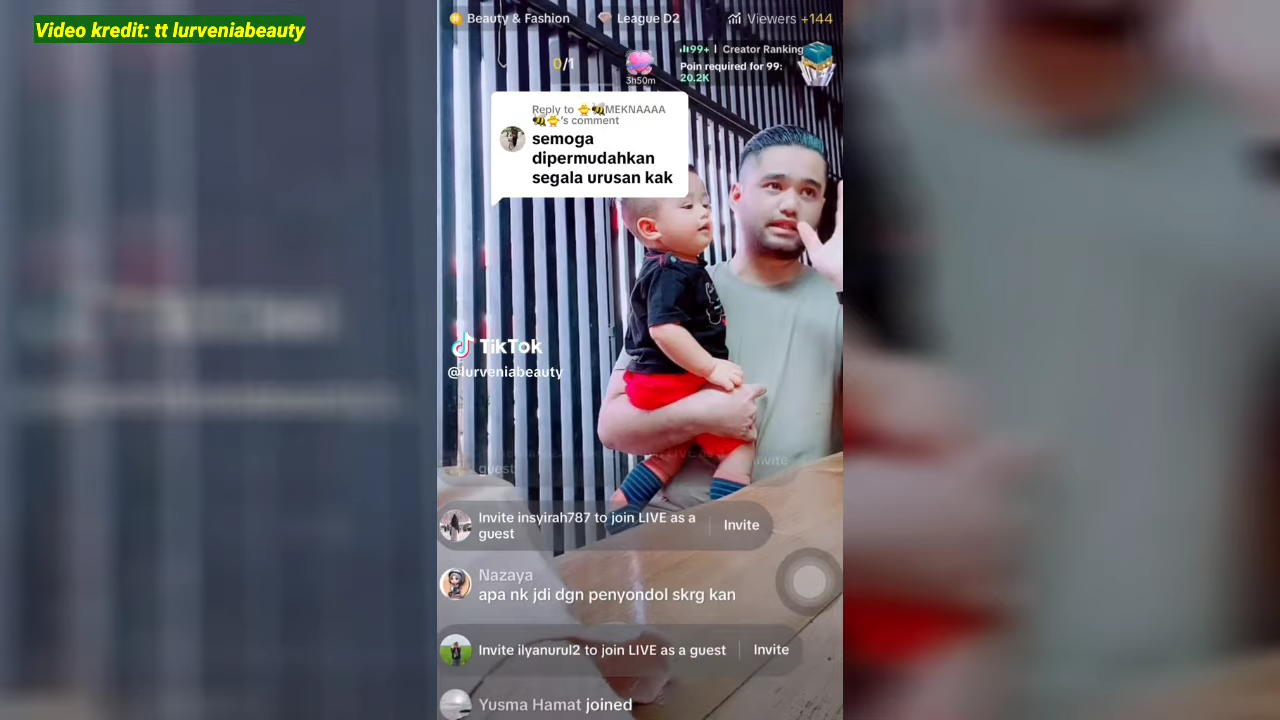 Video kredit: tt lurveniabeauty
Beauty & Fashion
League D2
Viewers +144
0/1
3h50m
99+ | Creator Ranking
Poin required for 99:
20.2K
Reply to 🐥🐝MEKNAAAA
🐝🐥's comment
semoga
dipermudahkan
segala urusan kak
TikTok
@lurveniabeauty
guest
Invite
Invite insyirah787 to join LIVE as a
guest
Invite
Nazaya
apa nk jdi dgn penyondol skrg kan
Invite ilyanurul2 to join LIVE as a guest
Invite
Yusma Hamat joined